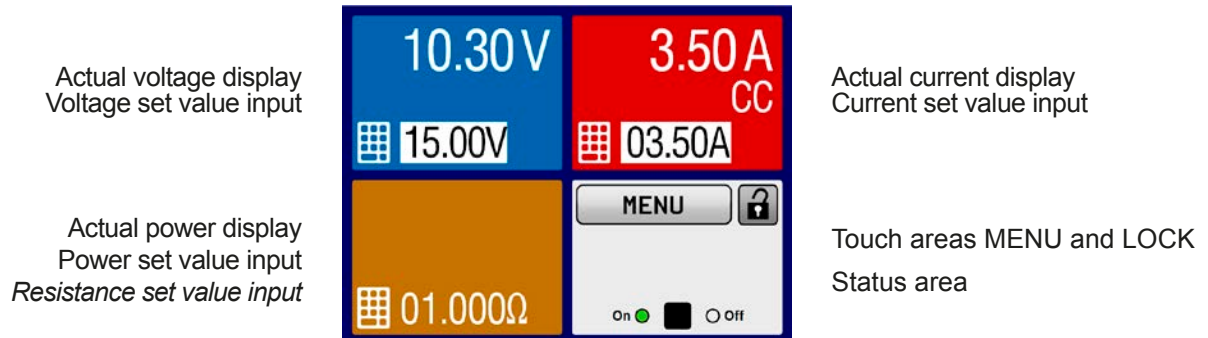 Actual voltage display
Voltage set value input
10.30 V
15.00V
3.50 A
CC
03.50A
Actual current display
Current set value input
Actual power display
Power set value input
Resistance set value input
01.000Ω
MENU
On
Off
Touch areas MENU and LOCK
Status area